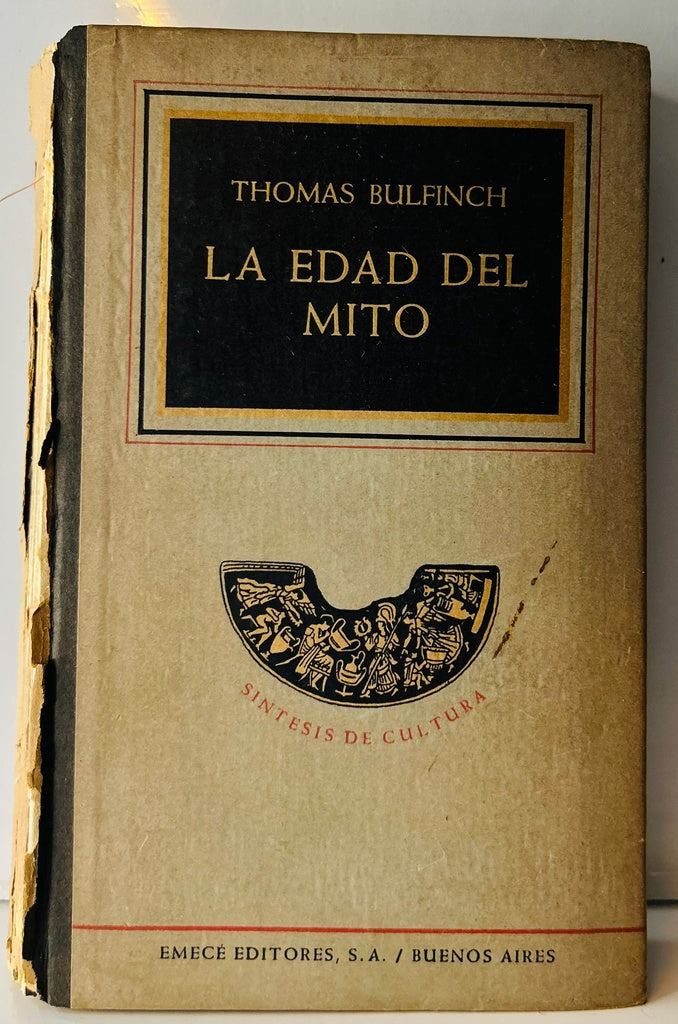 THOMAS BULFINCH
LA EDAD DEL
MITO
SINTESIS DE CULTURA
EMECÉ EDITORES, S.A. / BUENOS AIRES